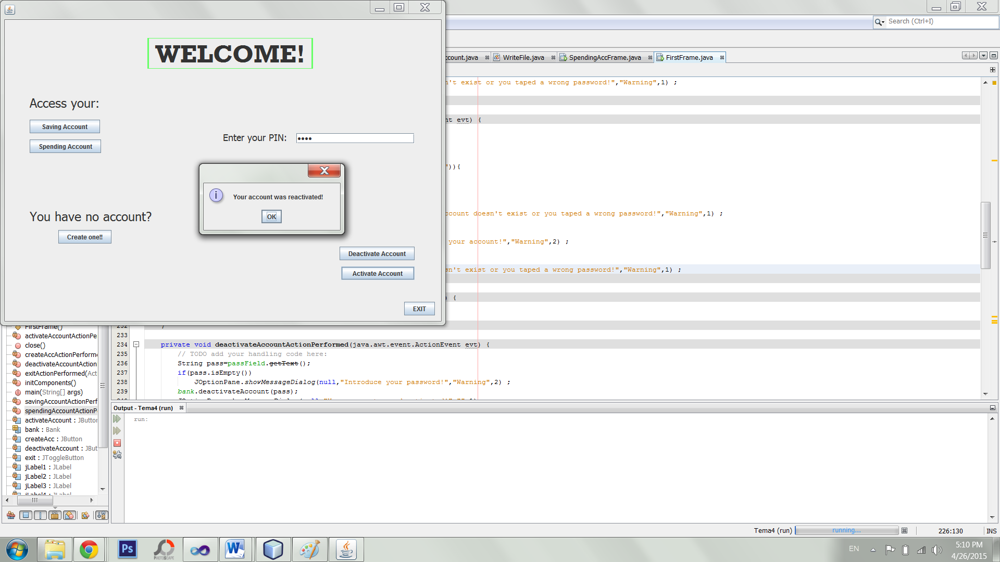 WELCOME!
Access your:
Saving Account
Spending Account
Enter your PIN:
••••
Your account was reactivated!
OK
You have no account?
Create one!!
Deactivate Account
Activate Account
EXIT
Search (Ctrl+I)
ccount.java
WriteFile.java
SpendingAccFrame.java
FirstFrame.java
n't exist or you taped a wrong password!","Warning",1) ;
nt evt) {
")){
ccount doesn't exist or you taped a wrong password!","Warning",1) ;
your account!","Warning",2) ;
sn't exist or you taped a wrong password!","Warning",1) ;
) {
232 }
233
234 private void deactivateAccountActionPerformed(java.awt.event.ActionEvent evt) {
235 // TODO add your handling code here:
236 String pass=passField.getText();
237 if(pass.isEmpty())
238 JOptionPane.showMessageDialog(null,"Introduce your password!","Warning",2) ;
239 bank.deactivateAccount(pass);
FirstFrame()
activateAccountActionPe
close()
createAccActionPerforme
deactivateAccountAction
exitActionPerformed(Act
initComponents()
main(String[] args)
savingAccountActionPerf
spendingAccountActionP
activateAccount : JButton
bank : Bank
createAcc : JButton
deactivateAccount : JBut
exit : JToggleButton
jLabel1 : JLabel
jLabel2 : JLabel
jLabel3 : JLabel
Output - Tema4 (run)
run:
Tema4 (run)
running...
226:130
INS
Ps
PHOTOSCAPE
EN
5:10 PM
4/26/2015